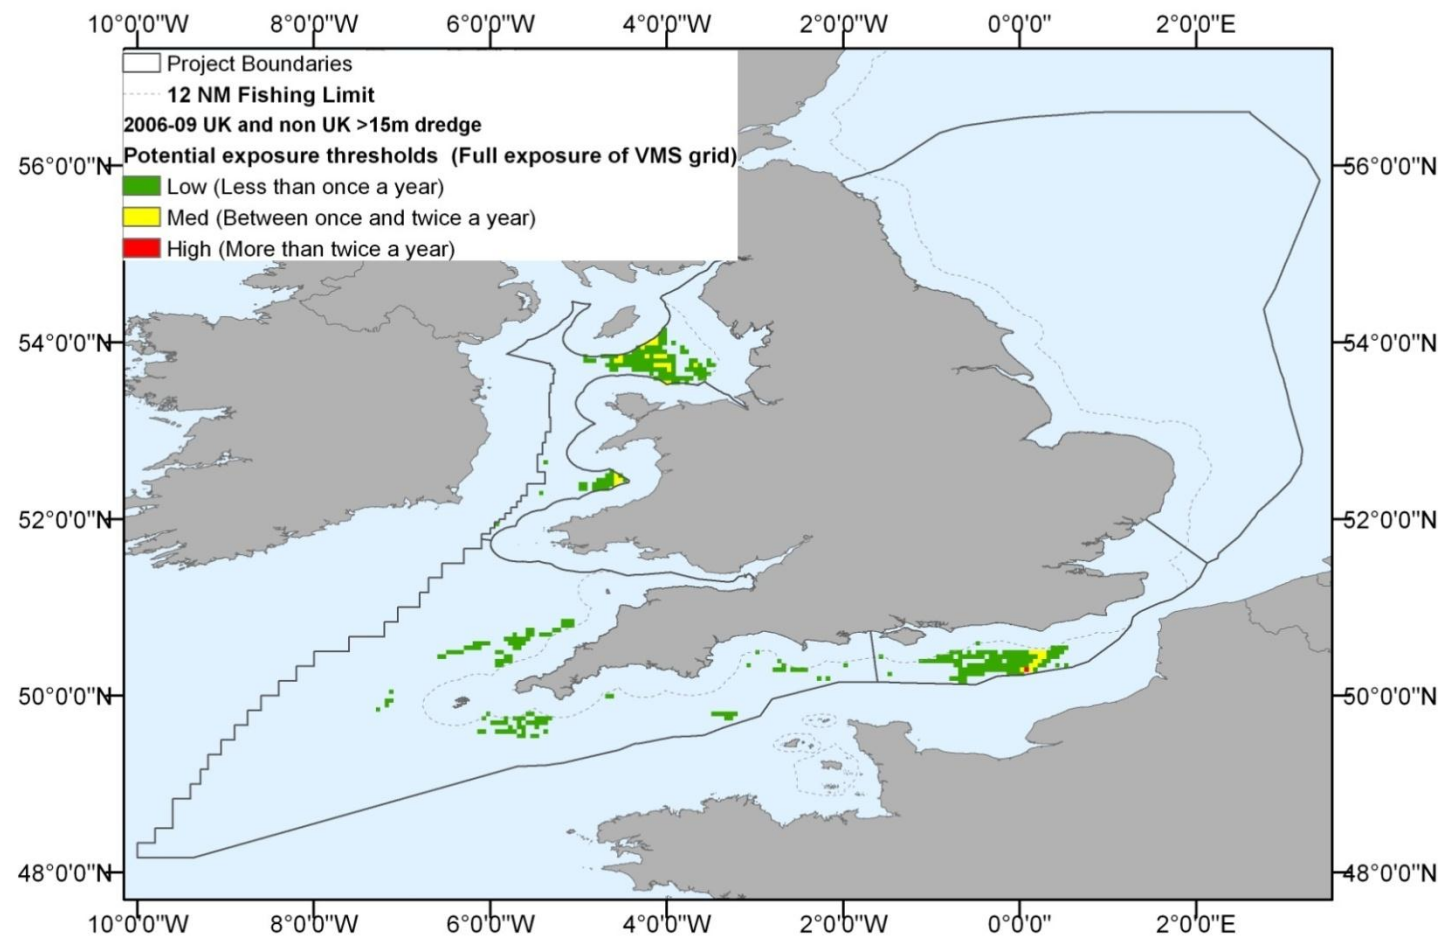 10°0'0"W 8°0'0"W 6°0'0"W 4°0'0"W 2°0'0"W 0°0'0" 2°0'0"E
Project Boundaries
12 NM Fishing Limit
2006-09 UK and non UK >15m dredge
Potential exposure thresholds (Full exposure of VMS grid)
56°0'0"N 56°0'0"N
Low (Less than once a year)
Med (Between once and twice a year)
High (More than twice a year)
54°0'0"N 54°0'0"N
52°0'0"N 52°0'0"N
50°0'0"N 50°0'0"N
48°0'0"N 48°0'0"N
10°0'0"W 8°0'0"W 6°0'0"W 4°0'0"W 2°0'0"W 0°0'0" 2°0'0"E